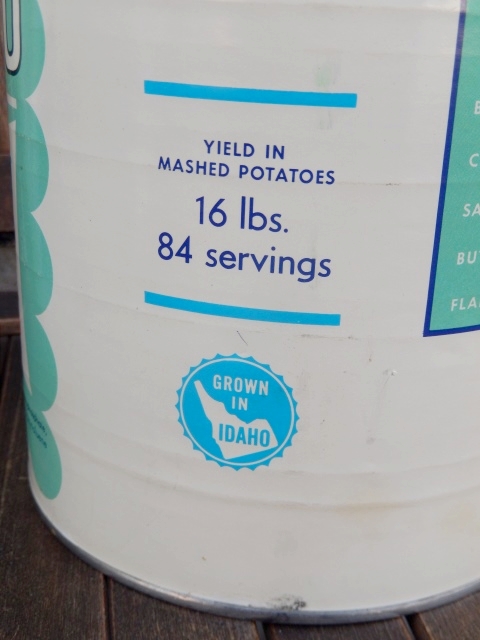 YIELD IN
MASHED POTATOES
16 lbs.
84 servings
GROWN
IN
IDAHO